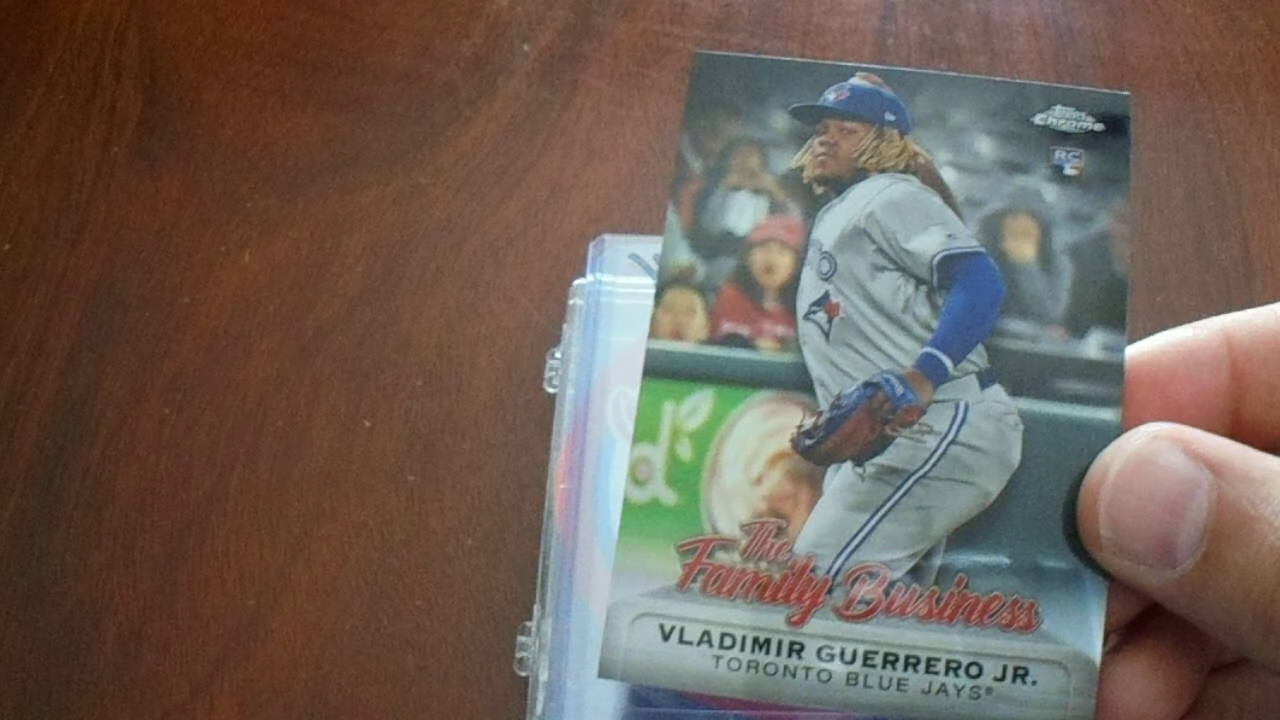 Topps
Chrome
RC
d
The
Family Business
VLADIMIR GUERRERO JR.
TORONTO BLUE JAYS®